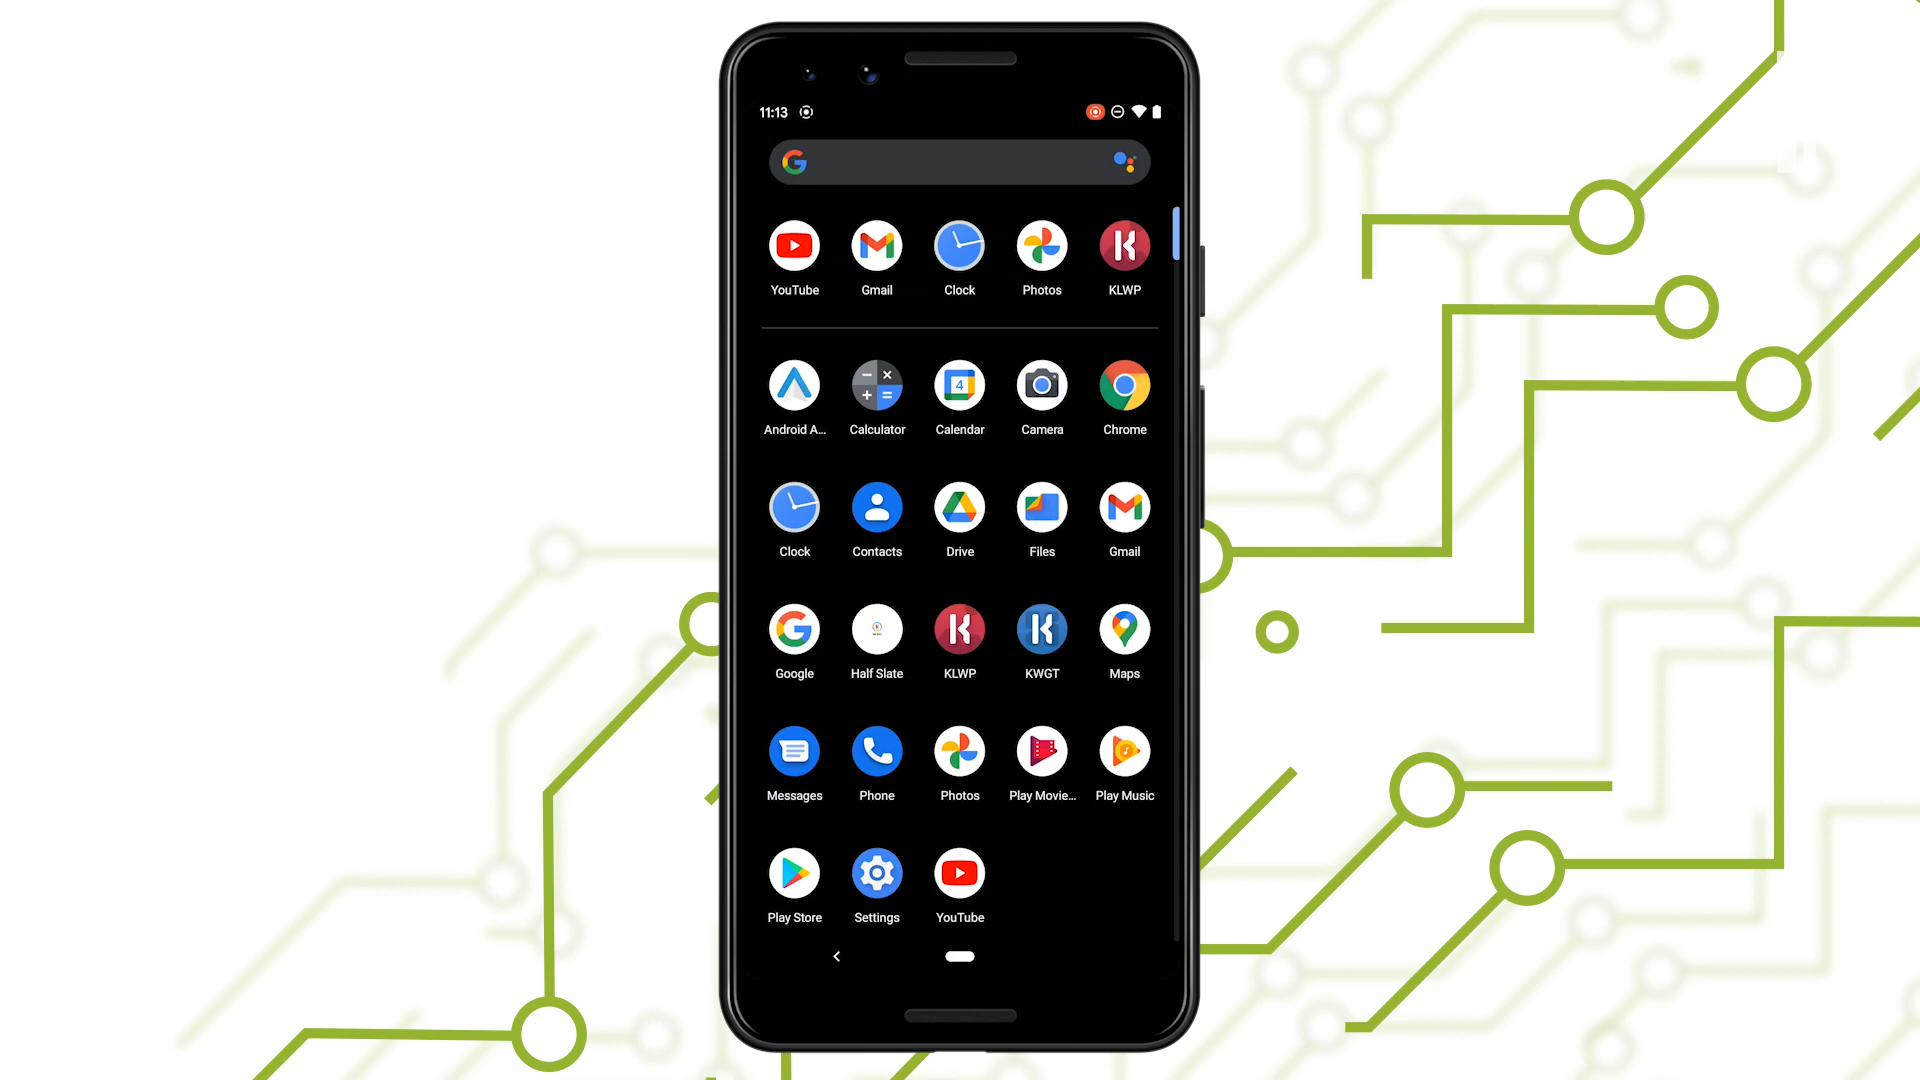 11:13
YouTube Gmail Clock Photos KLWP
Android A... Calculator Calendar Camera Chrome
4
Clock Contacts Drive Files Gmail
Google Half Slate KLWP KWGT Maps
Messages Phone Photos Play Movie... Play Music
Play Store Settings YouTube